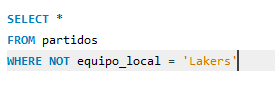 SELECT *
FROM partidos
WHERE NOT equipo_local = 'Lakers'